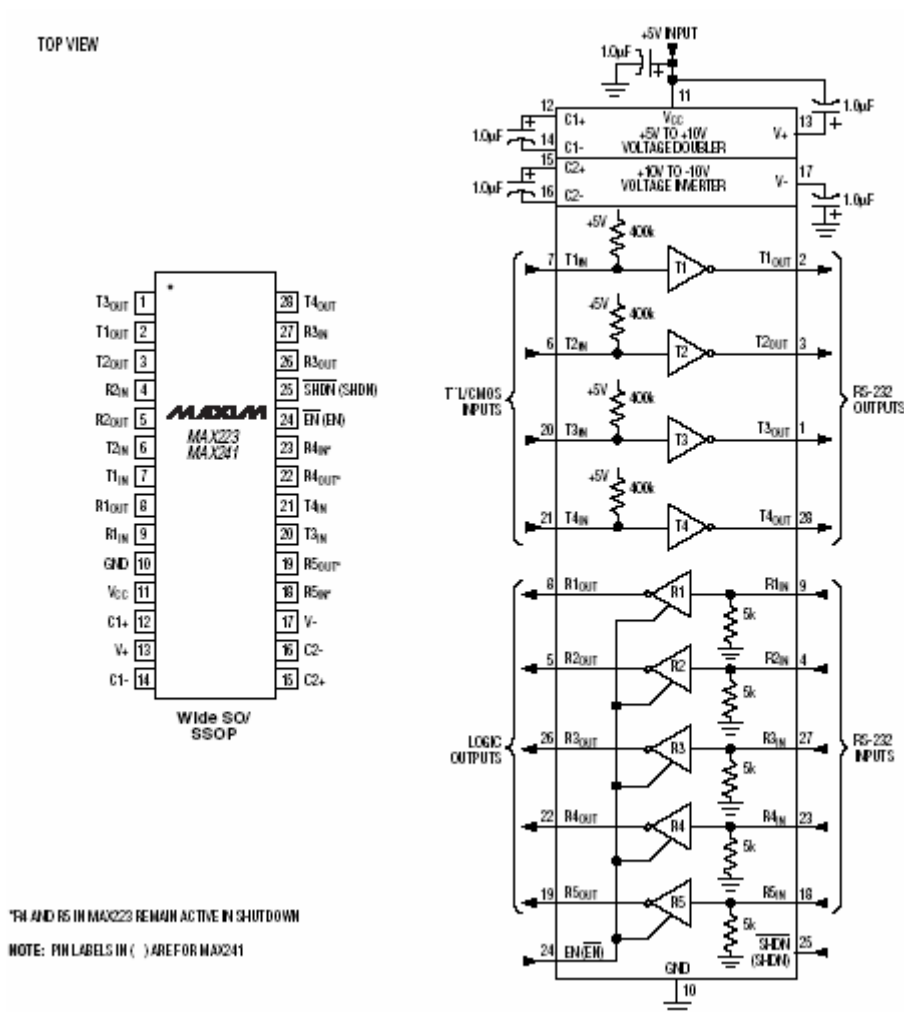 TOP VIEW
T3OUT 1
T1OUT 2
T2OUT 3
R2IN 4
R2OUT 5
T2IN 6
T1IN 7
R1OUT 8
R1IN 9
GND 10
VCC 11
C1+ 12
V+ 13
C1- 14
MAXIM
MAX223
MAX241
28 T4OUT
27 R3IN
26 R3OUT
25 SHDN (SHDN)
24 EN (EN)
23 R4IN*
22 R4OUT*
21 T4IN
20 T3IN
19 R5OUT*
18 R5IN*
17 V-
16 C2-
15 C2+
Wide SO/
SSOP
*R4 AND R5 IN MAX223 REMAIN ACTIVE IN SHUTDOWN
NOTE: PIN LABELS IN ( ) ARE FOR MAX241
+5V INPUT
1.0µF
11
VCC
+5V TO +10V
VOLTAGE DOUBLER
12 C1+
1.0µF
14 C1-
V+ 13
1.0µF
15 C2+
1.0µF
16 C2-
+10V TO -10V
VOLTAGE INVERTER
V- 17
1.0µF
TTL/CMOS
INPUTS
+5V
400k
7 T1IN T1 T1OUT 2
+5V
400k
6 T2IN T2 T2OUT 3
+5V
400k
20 T3IN T3 T3OUT 1
+5V
400k
21 T4IN T4 T4OUT 28
RS-232
OUTPUTS
LOGIC
OUTPUTS
8 R1OUT R1 R1IN 9
5k
5 R2OUT R2 R2IN 4
5k
26 R3OUT R3 R3IN 27
5k
22 R4OUT R4 R4IN 23
5k
19 R5OUT R5 R5IN 18
5k
RS-232
INPUTS
24 EN (EN)
SHDN 25
(SHDN)
GND
10